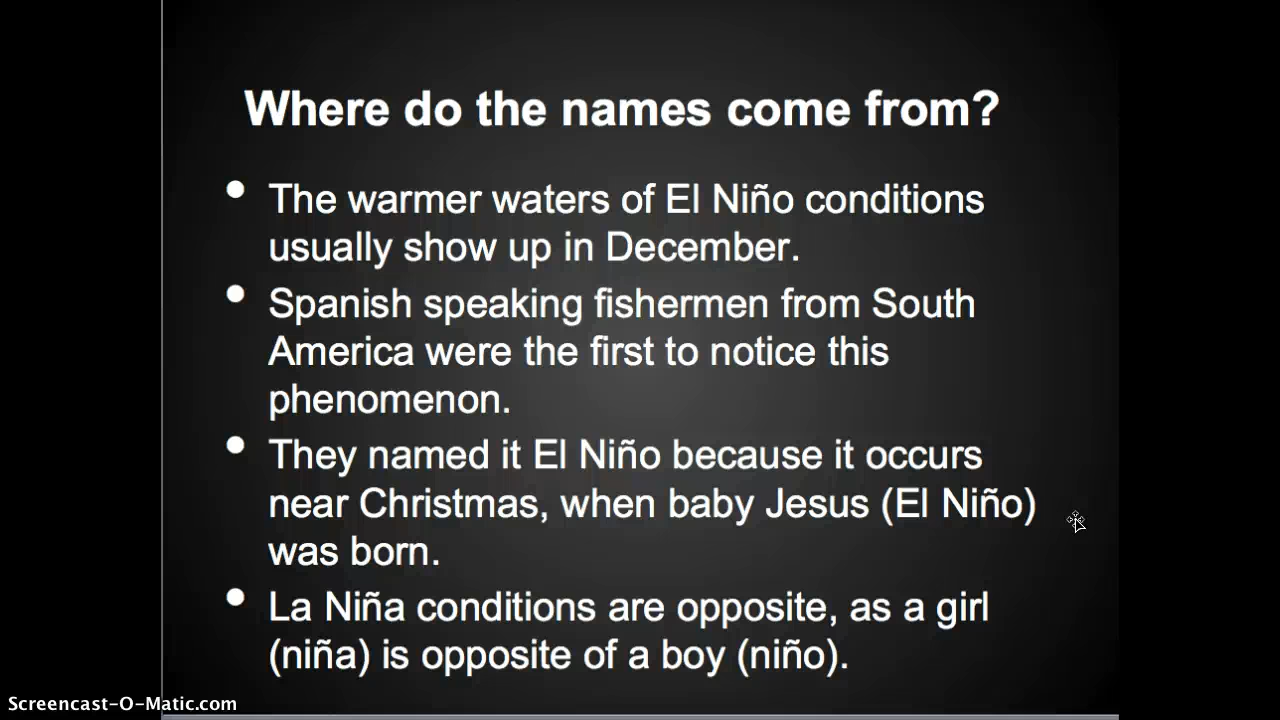 Where do the names come from?
• The warmer waters of El Niño conditions
usually show up in December.
• Spanish speaking fishermen from South
America were the first to notice this
phenomenon.
• They named it El Niño because it occurs
near Christmas, when baby Jesus (El Niño)
was born.
• La Niña conditions are opposite, as a girl
(niña) is opposite of a boy (niño).
Screencast-O-Matic.com